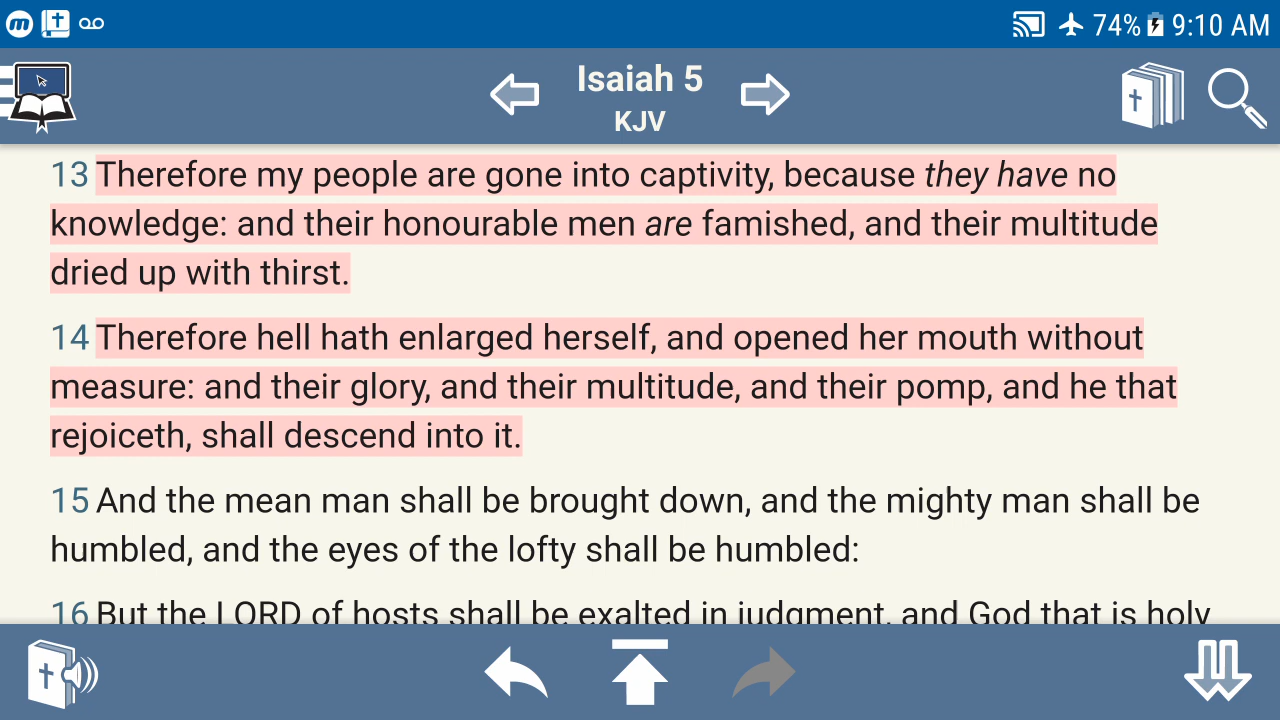 74% 9:10 AM
Isaiah 5
KJV
13 Therefore my people are gone into captivity, because they have no
knowledge: and their honourable men are famished, and their multitude
dried up with thirst.
14 Therefore hell hath enlarged herself, and opened her mouth without
measure: and their glory, and their multitude, and their pomp, and he that
rejoiceth, shall descend into it.
15 And the mean man shall be brought down, and the mighty man shall be
humbled, and the eyes of the lofty shall be humbled:
16 But the LORD of hosts shall be exalted in judgment, and God that is holy